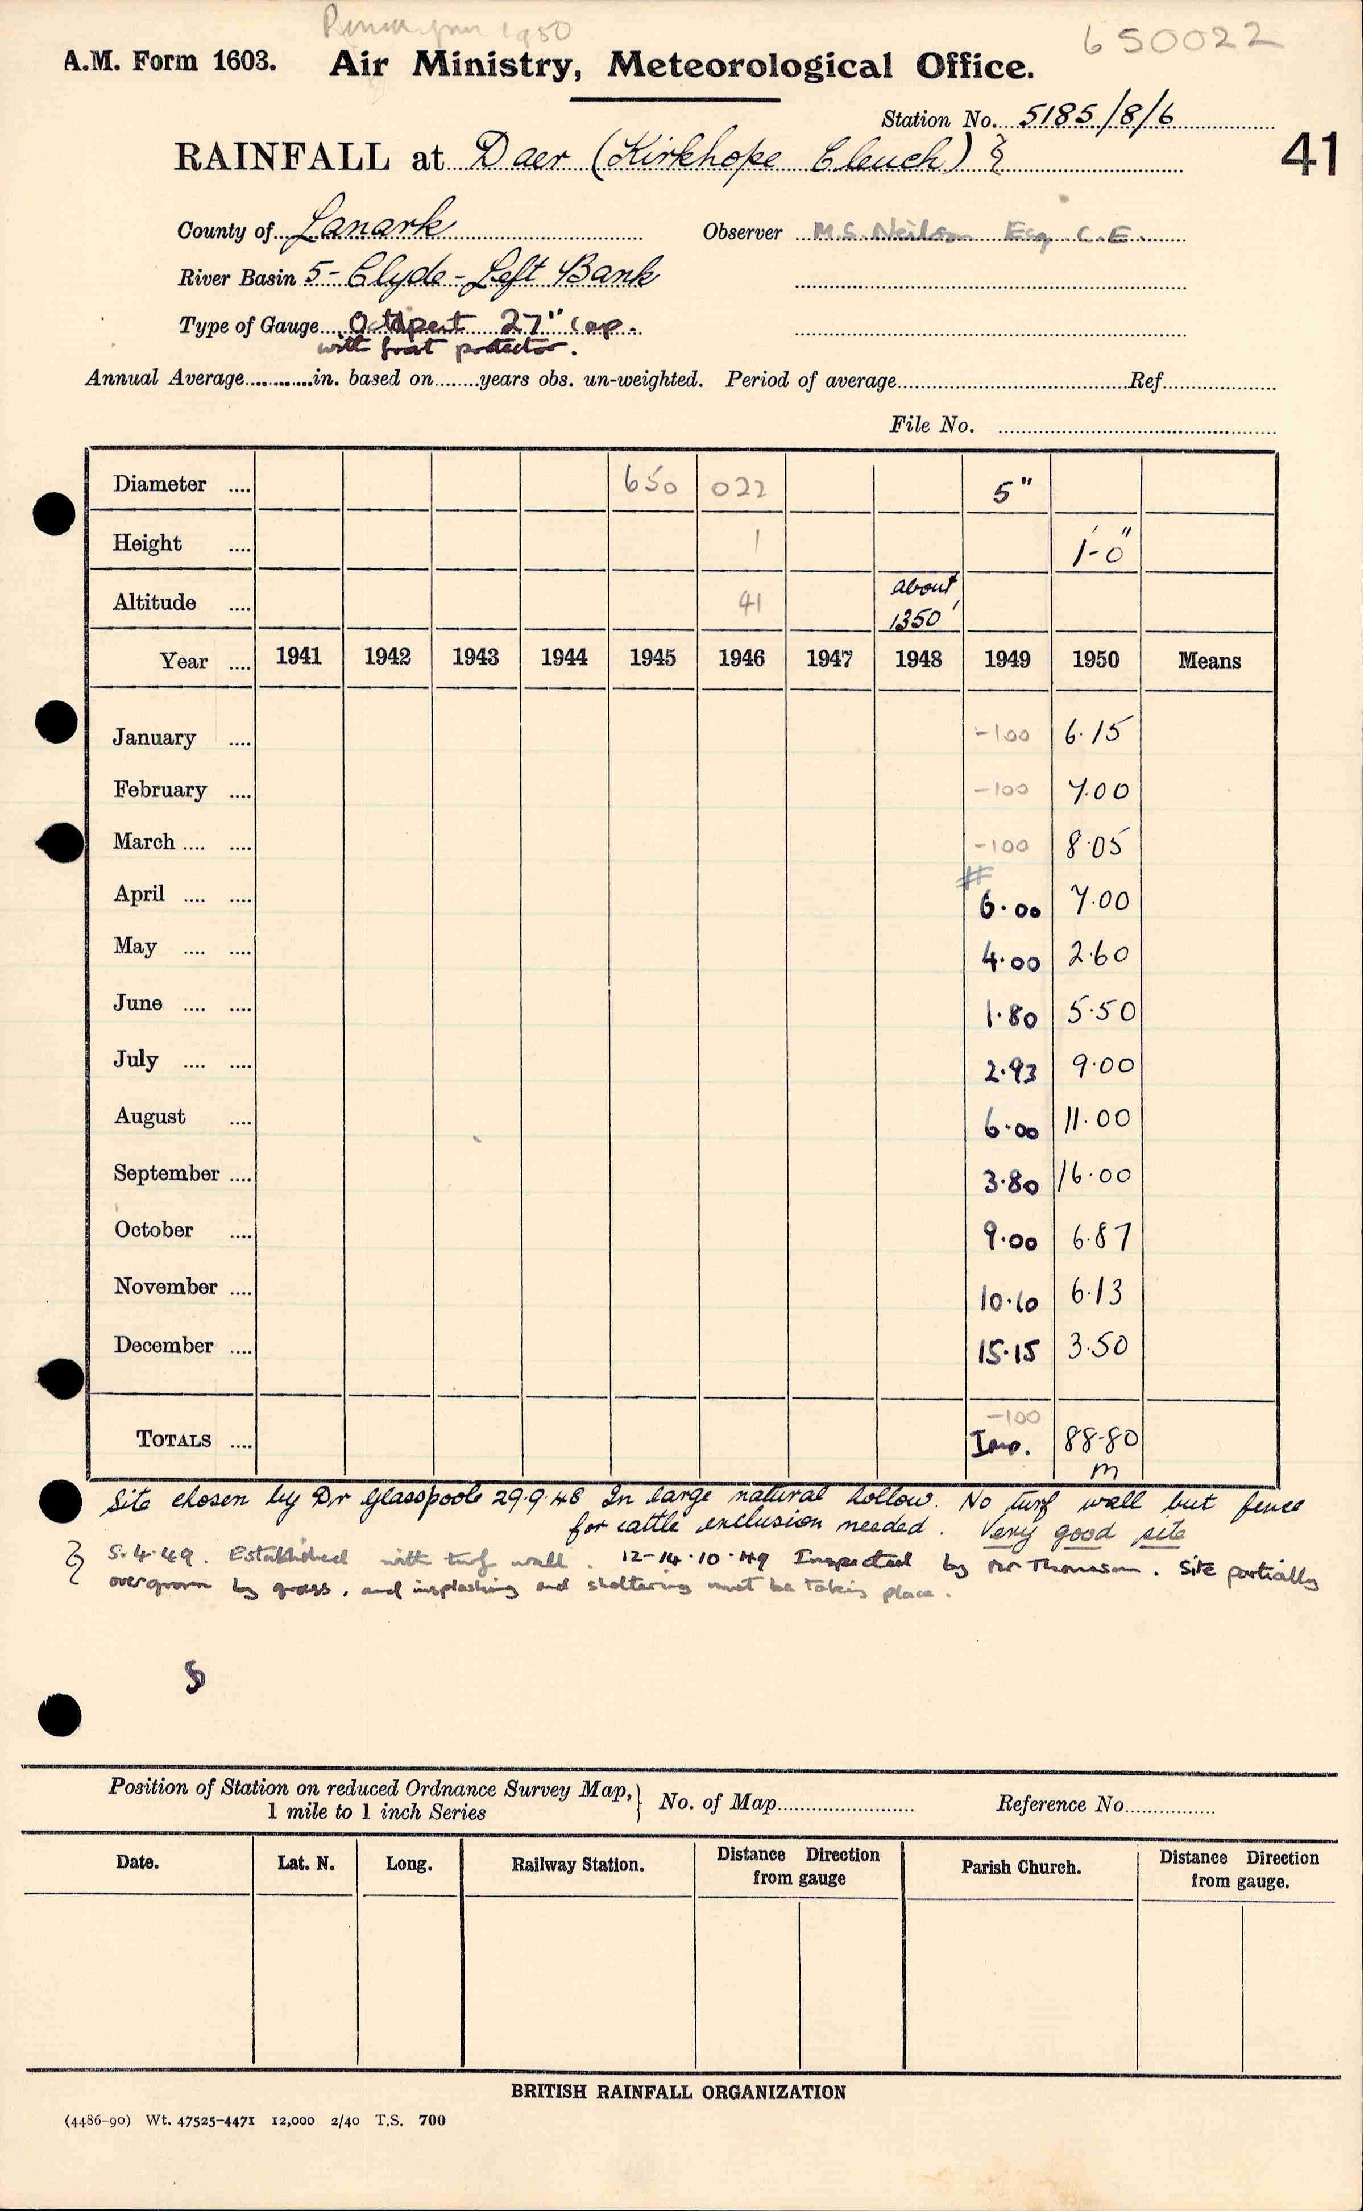 1950
650022
A.M. Form 1603. Air Ministry, Meteorological Office.
Station No. 5185/8/6
41
RAINFALL at Daer (Kirkhope Cleuch) }
County of Lanark Observer M.S. Neilson Esq C.E.
River Basin 5 - Clyde - Left Bank
Type of Gauge Octapent 27" cap.
with frost protector.
Annual Average............in. based on........years obs. un-weighted. Period of average.................Ref.................
File No. .................
Diameter .... 650 022 5"
Height .... 1 1'-0"
Altitude .... 41 about 1350'
Year .... 1941 1942 1943 1944 1945 1946 1947 1948 1949 1950 Means
January .... -100 6.15
February .... -100 7.00
March .... .... -100 8.05
April .... .... # 6.00 7.00
May .... .... 4.00 2.60
June .... .... 1.80 5.50
July .... .... 2.93 9.00
August .... 6.00 11.00
September .... 3.80 16.00
October .... 9.00 6.87
November .... 10.10 6.13
December .... 15.15 3.50
-100
TOTALS .... Imp. 88.80
m
Site chosen by Dr Glasspoole 29.9.48 In large natural hollow. No turf wall but fence
for cattle exclusion needed. Very good site
} 5.4.49. Established with turf wall. 12-14.10.49 Inspected by Mr Thomson. Site partially
overgrown by grass, and insplashing and sheltering must be taking place.
Position of Station on reduced Ordnance Survey Map, } No. of Map.................... Reference No...............
1 mile to 1 inch Series
Date. Lat. N. Long. Railway Station. Distance Direction from gauge Parish Church. Distance Direction from gauge.
BRITISH RAINFALL ORGANIZATION
(4486-90) Wt. 47525-4471 12,000 2/40 T.S. 700